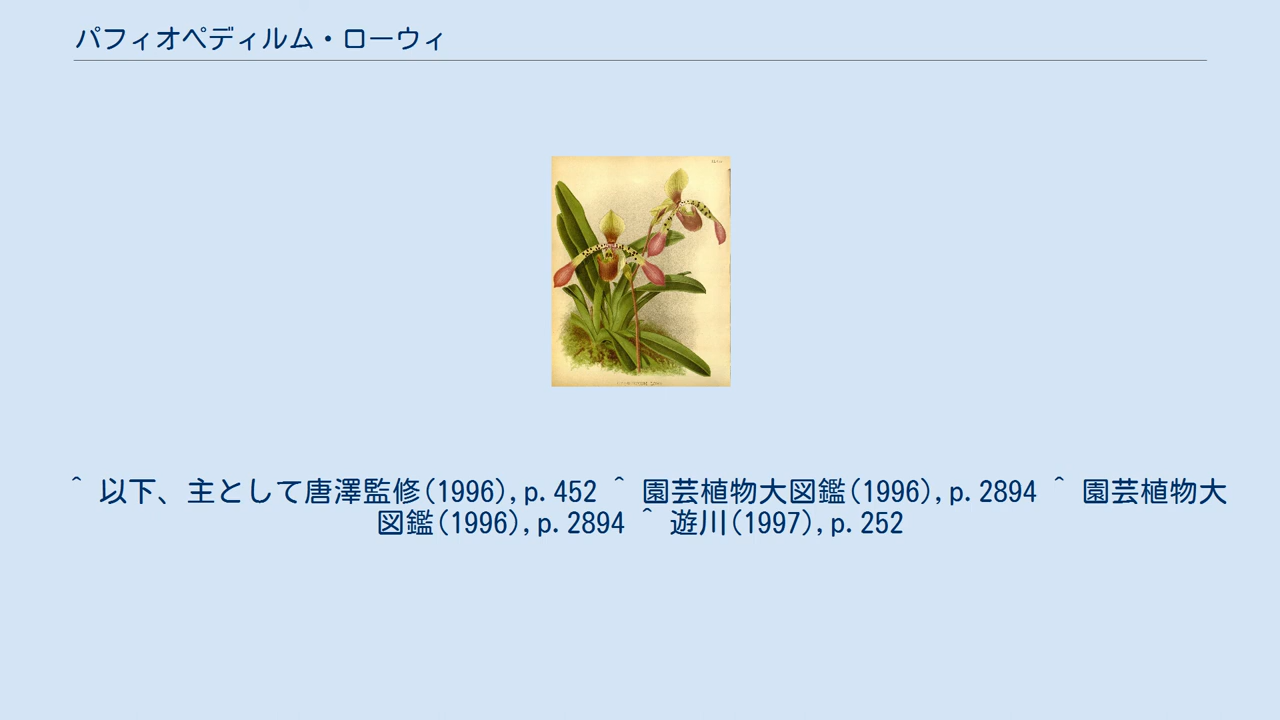 パフィオペディルム・ローウィ
^ 以下、主として唐澤監修(1996),p.452 ^ 園芸植物大図鑑(1996),p.2894 ^ 園芸植物大
図鑑(1996),p.2894 ^ 遊川(1997),p.252